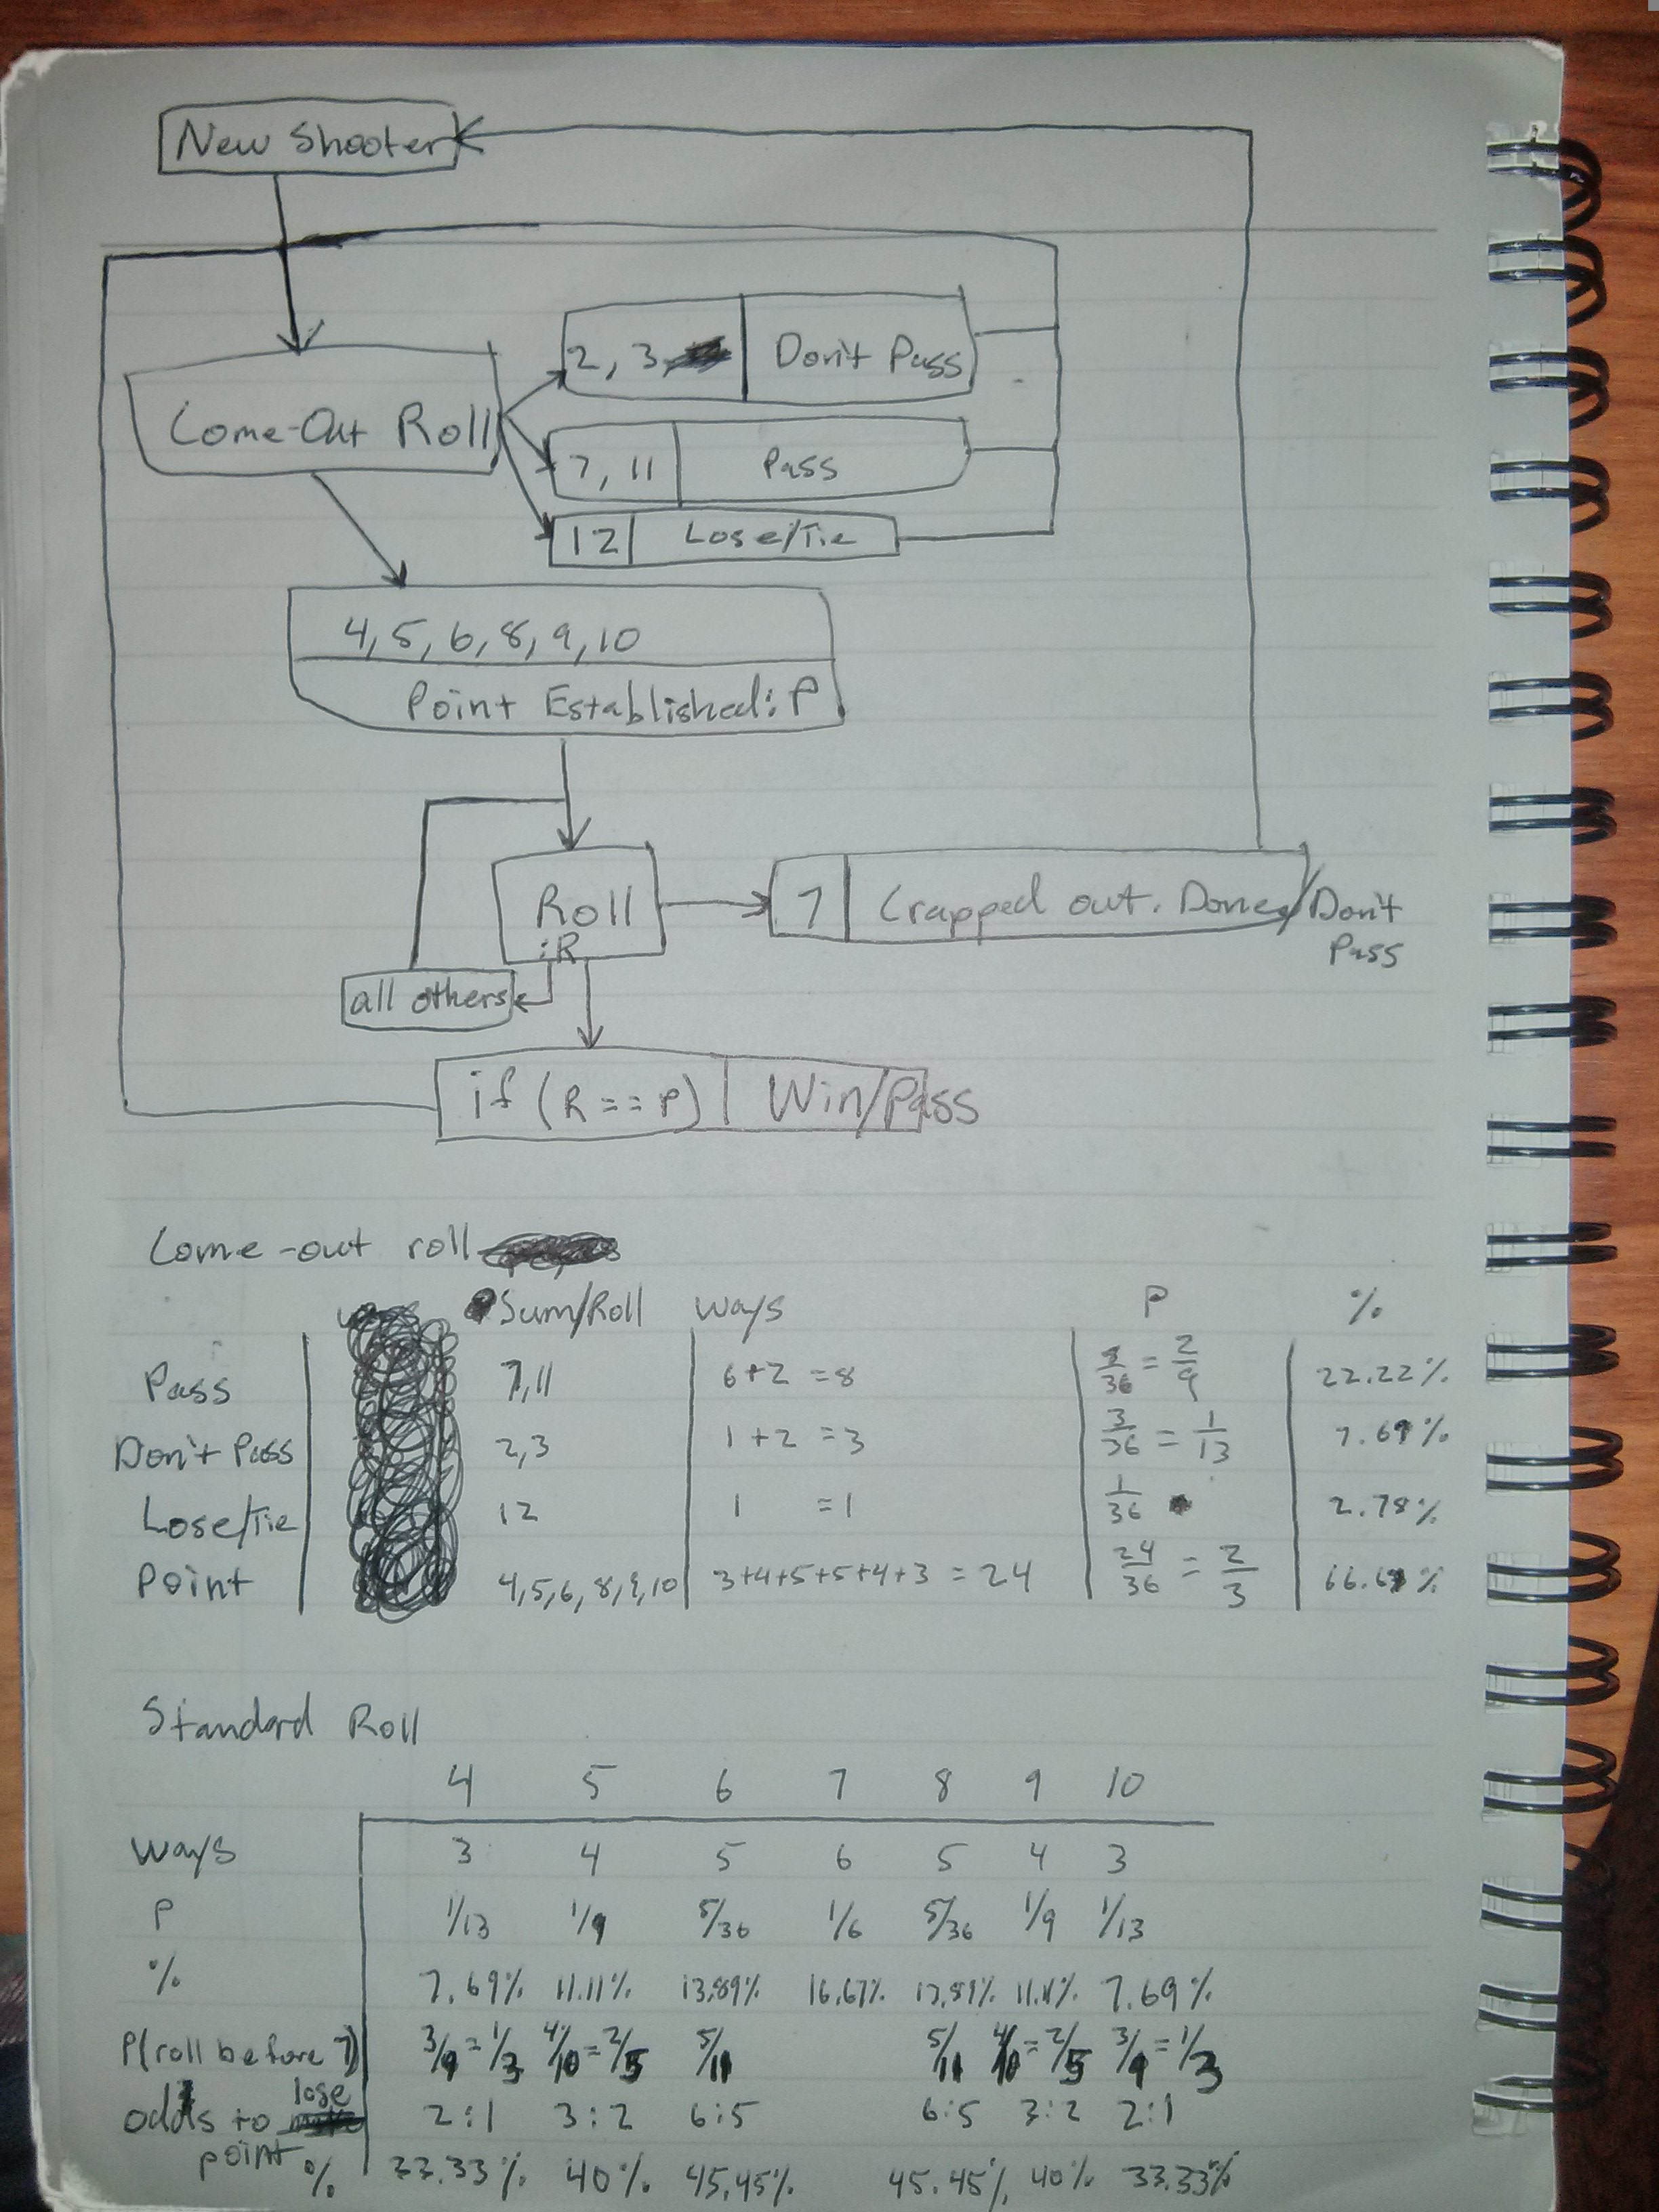 New Shooter
2, 3 Don't Pass
Come-Out Roll
7, 11 Pass
12 Lose/Tie
4, 5, 6, 8, 9, 10
Point Established: P
Roll
:R
7 Crapped out. Done/Don't
Pass
all others
if (R == P) Win/Pass
Come-out roll
Sum/Roll Ways P %
Pass 7,11 6+2 =8 8/36 = 2/9 22.22%
Don't Pass 2,3 1+2 =3 3/36 = 1/13 7.69%
Lose/Tie 12 1 =1 1/36 2.78%
Point 4,5,6,8,9,10 3+4+5+5+4+3 = 24 24/36 = 2/3 66.67%
Standard Roll
4 5 6 7 8 9 10
Ways 3 4 5 6 5 4 3
P 1/13 1/9 5/36 1/6 5/36 1/9 1/13
% 7.69% 11.11% 13.89% 16.67% 13.89% 11.11% 7.69%
P(roll before 7) 3/9=1/3 4/10=2/5 5/11 5/11 4/10=2/5 3/9=1/3
odds to lose 2:1 3:2 6:5 6:5 3:2 2:1
point % 33.33% 40% 45.45% 45.45% 40% 33.33%